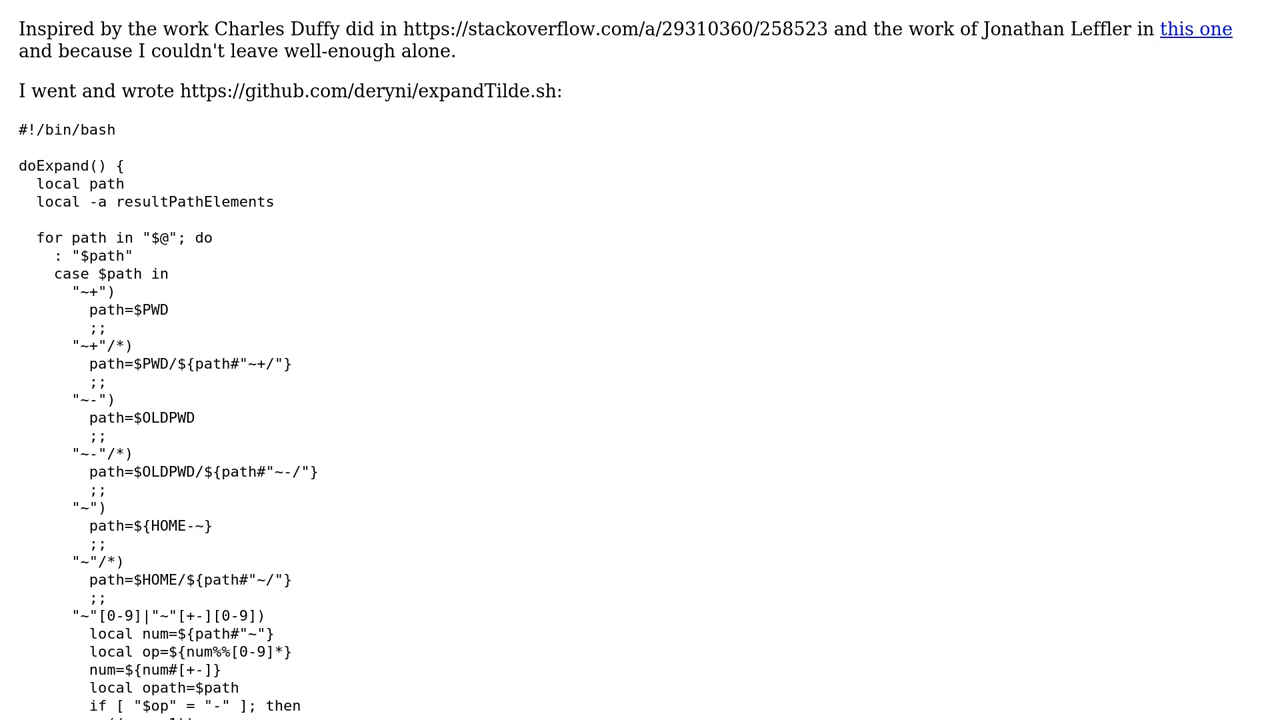 Inspired by the work Charles Duffy did in https://stackoverflow.com/a/29310360/258523 and the work of Jonathan Leffler in this one
and because I couldn't leave well-enough alone.
I went and wrote https://github.com/deryni/expandTilde.sh:
#!/bin/bash
doExpand() {
  local path
  local -a resultPathElements
  for path in "$@"; do
    : "$path"
    case $path in
      "~+")
        path=$PWD
        ;;
      "~+"/*)
        path=$PWD/${path#"~+/"}
        ;;
      "~-")
        path=$OLDPWD
        ;;
      "~-"/*)
        path=$OLDPWD/${path#"~-/"}
        ;;
      "~")
        path=${HOME-~}
        ;;
      "~"/*)
        path=$HOME/${path#"~/"}
        ;;
      "~"[0-9]|"~"[+-][0-9])
        local num=${path#"~"}
        local op=${num%%[0-9]*}
        num=${num#[+-]}
        local opath=$path
        if [ "$op" = "-" ]; then